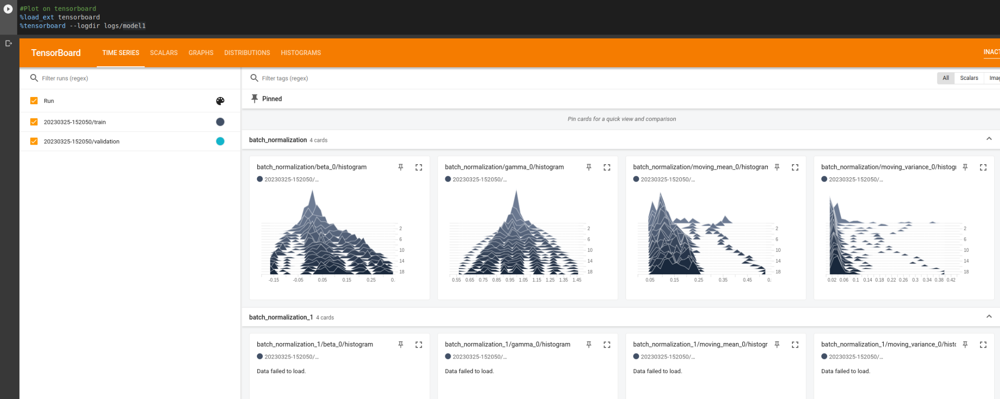 #Plot on tensorboard
%load_ext tensorboard
%tensorboard --logdir logs/model1
TensorBoard
TIME SERIES
SCALARS
GRAPHS
DISTRIBUTIONS
HISTOGRAMS
INACT
Filter runs (regex)
Filter tags (regex)
All
Scalars
Imag
Run
Pinned
20230325-152050/train
Pin cards for a quick view and comparison
20230325-152050/validation
batch_normalization 4 cards
batch_normalization/beta_0/histogram
20230325-152050/...
2
6
10
14
18
-0.15 -0.05 0.05 0.15 0.25 0.
batch_normalization/gamma_0/histogram
20230325-152050/...
2
6
10
14
18
0.55 0.65 0.75 0.85 0.95 1.05 1.15 1.25 1.35 1.45
batch_normalization/moving_mean_0/histogram
20230325-152050/...
2
6
10
14
18
0.05 0.15 0.25 0.35 0.45 0.
batch_normalization/moving_variance_0/histogr
20230325-152050/...
2
6
10
14
18
0.02 0.06 0.1 0.14 0.18 0.22 0.26 0.3 0.34 0.38 0.42
batch_normalization_1 4 cards
batch_normalization_1/beta_0/histogram
20230325-152050/...
Data failed to load.
batch_normalization_1/gamma_0/histogram
20230325-152050/...
Data failed to load.
batch_normalization_1/moving_mean_0/histogr
20230325-152050/...
Data failed to load.
batch_normalization_1/moving_variance_0/histo
20230325-152050/...
Data failed to load.